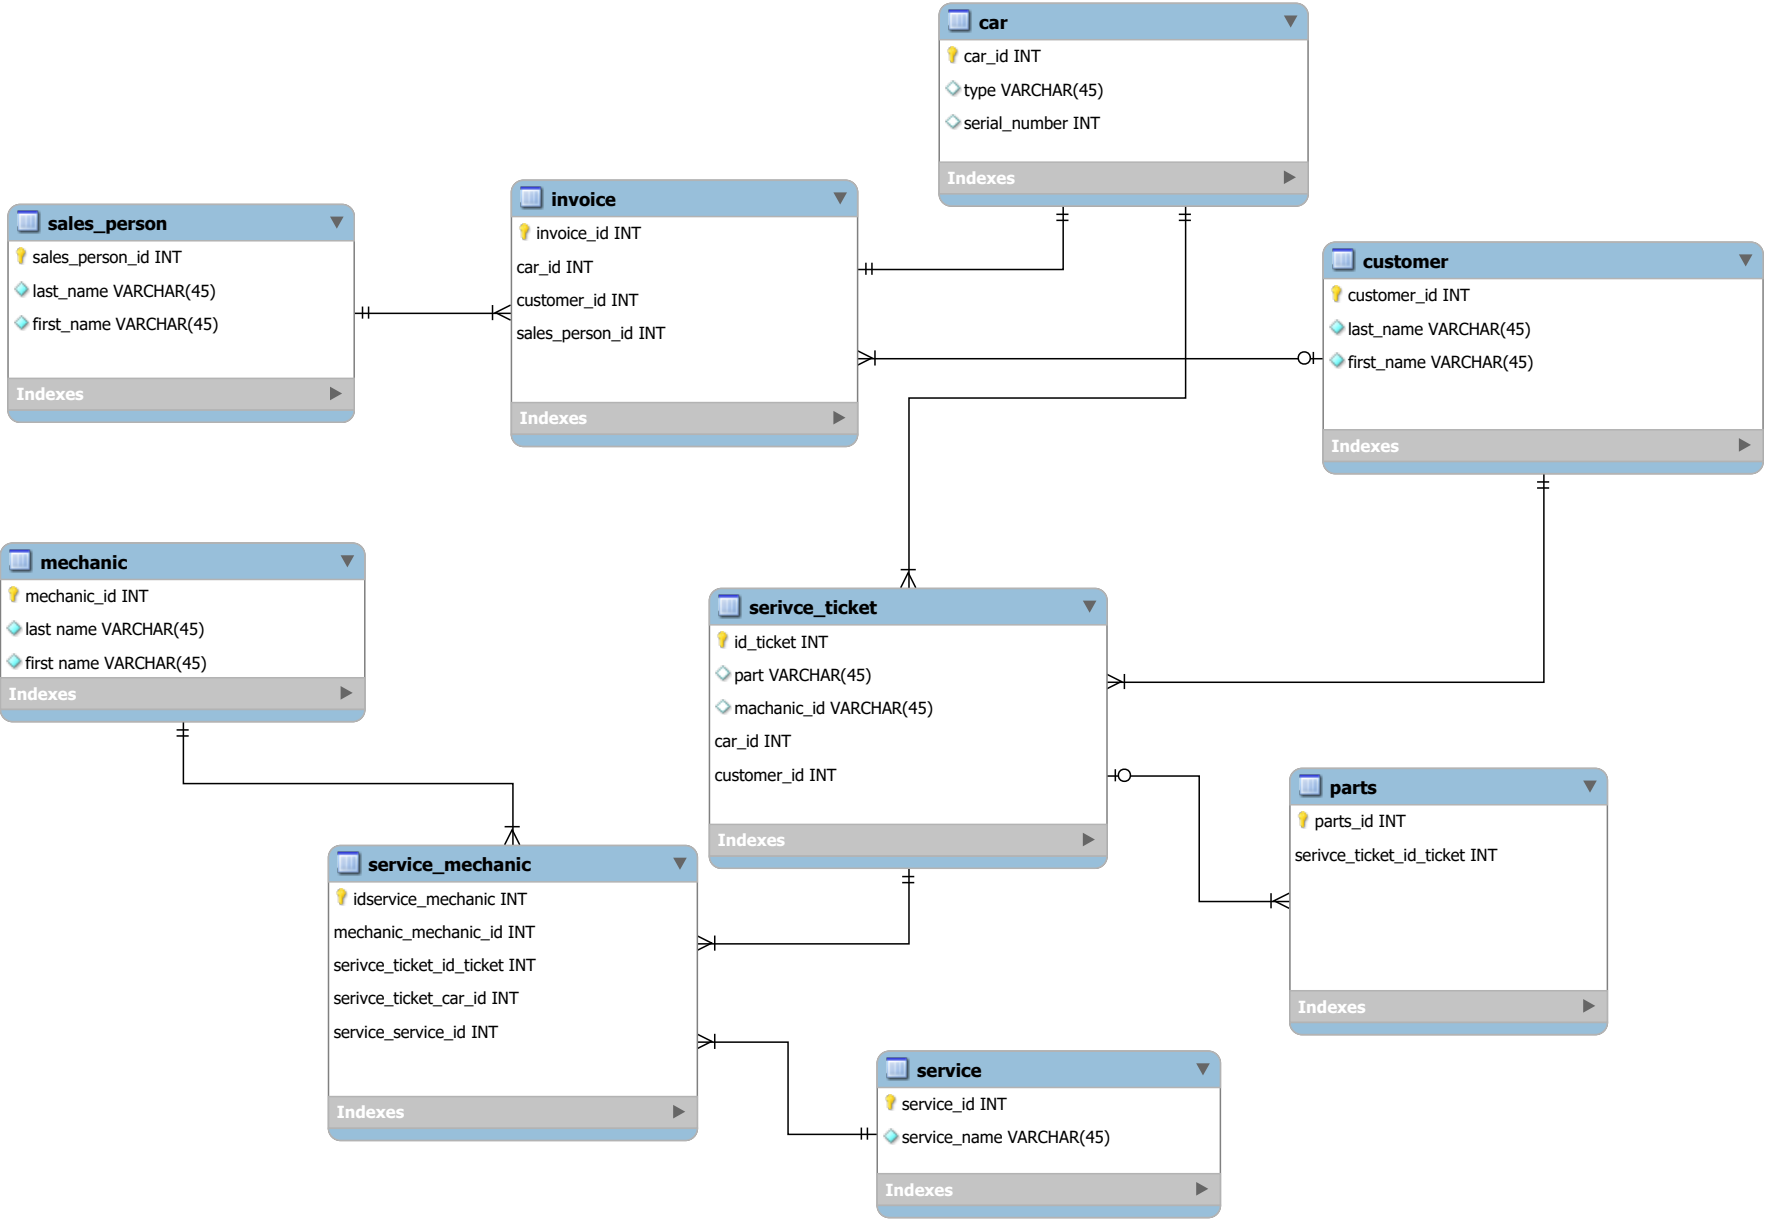 car
car_id INT
type VARCHAR(45)
serial_number INT
Indexes
sales_person
sales_person_id INT
last_name VARCHAR(45)
first_name VARCHAR(45)
Indexes
invoice
invoice_id INT
car_id INT
customer_id INT
sales_person_id INT
Indexes
customer
customer_id INT
last_name VARCHAR(45)
first_name VARCHAR(45)
Indexes
mechanic
mechanic_id INT
last name VARCHAR(45)
first name VARCHAR(45)
Indexes
serivce_ticket
id_ticket INT
part VARCHAR(45)
machanic_id VARCHAR(45)
car_id INT
customer_id INT
Indexes
parts
parts_id INT
serivce_ticket_id_ticket INT
Indexes
service_mechanic
idservice_mechanic INT
mechanic_mechanic_id INT
serivce_ticket_id_ticket INT
serivce_ticket_car_id INT
service_service_id INT
Indexes
service
service_id INT
service_name VARCHAR(45)
Indexes